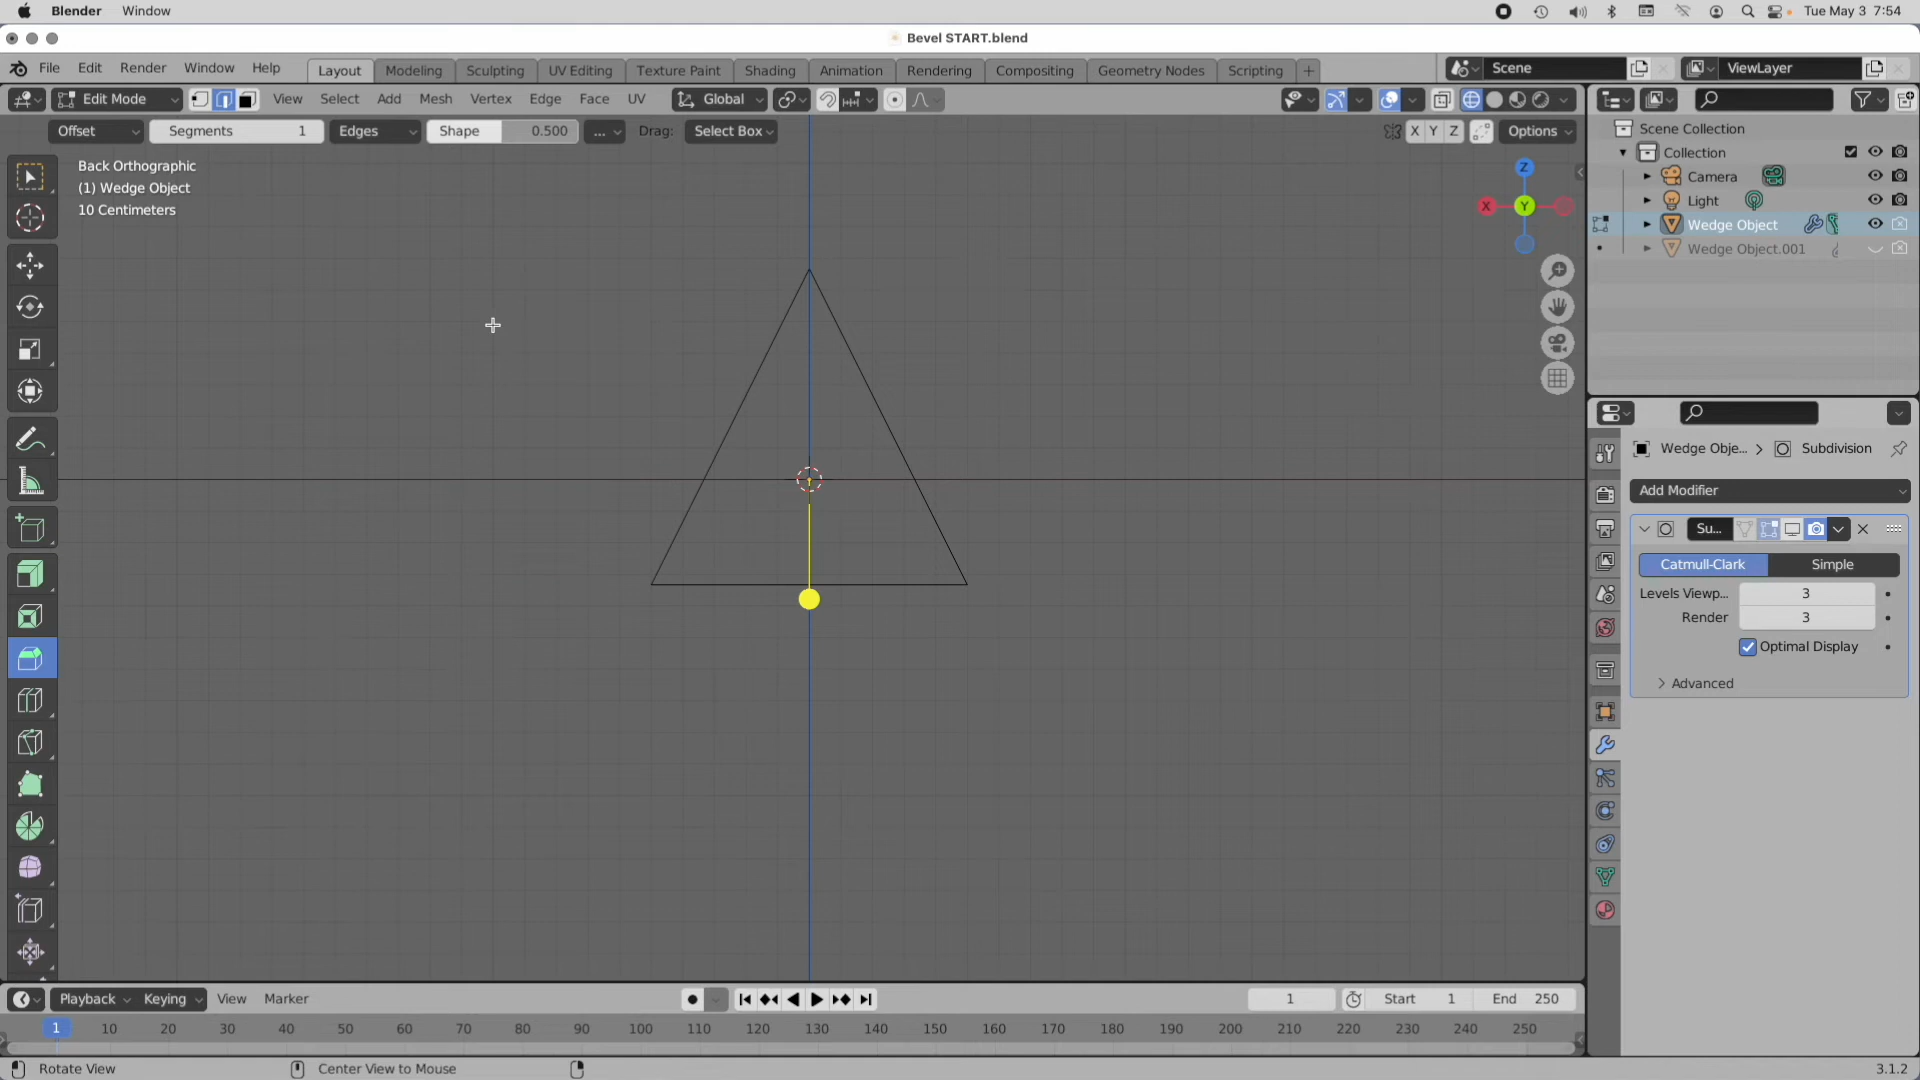 Blender Window Tue May 3 7:54
Bevel START.blend
File Edit Render Window Help Layout Modeling Sculpting UV Editing Texture Paint Shading Animation Rendering Compositing Geometry Nodes Scripting + Scene ViewLayer
Edit Mode View Select Add Mesh Vertex Edge Face UV Global
Offset Segments 1 Edges Shape 0.500 ... Drag: Select Box X Y Z Options
Back Orthographic
(1) Wedge Object
10 Centimeters
Z
X
Y
Scene Collection
Collection
Camera
Light
Wedge Object
Wedge Object.001
Wedge Obje... > Subdivision
Add Modifier
Su...
Catmull-Clark Simple
Levels Viewp... 3
Render 3
Optimal Display
Advanced
Playback Keying View Marker 1 Start 1 End 250
1 10 20 30 40 50 60 70 80 90 100 110 120 130 140 150 160 170 180 190 200 210 220 230 240 250
Rotate View Center View to Mouse 3.1.2